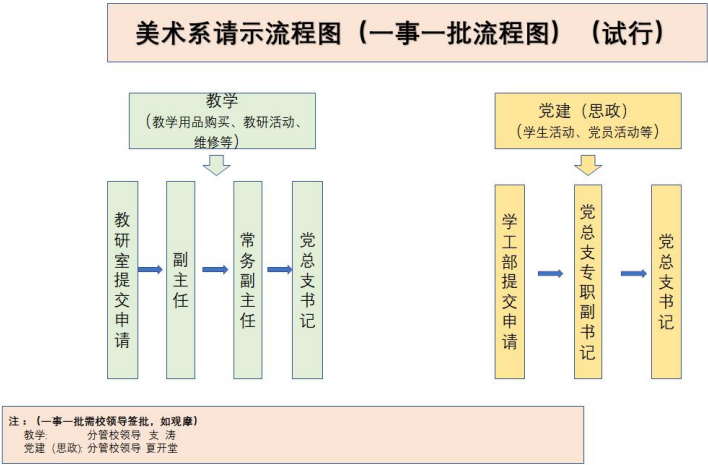 美术系请示流程图（一事一批流程图）（试行）
教学
（教学用品购买、教研活动、
维修等）
党建（思政）
（学生活动、党员活动等）
教研室提交申请
副主任
常务副主任
党总支书记
学工部提交申请
党总支专职副书记
党总支书记
注：（一事一批需校领导签批，如观摩）
教学: 分管校领导 支 涛
党建（思政）: 分管校领导 夏开堂